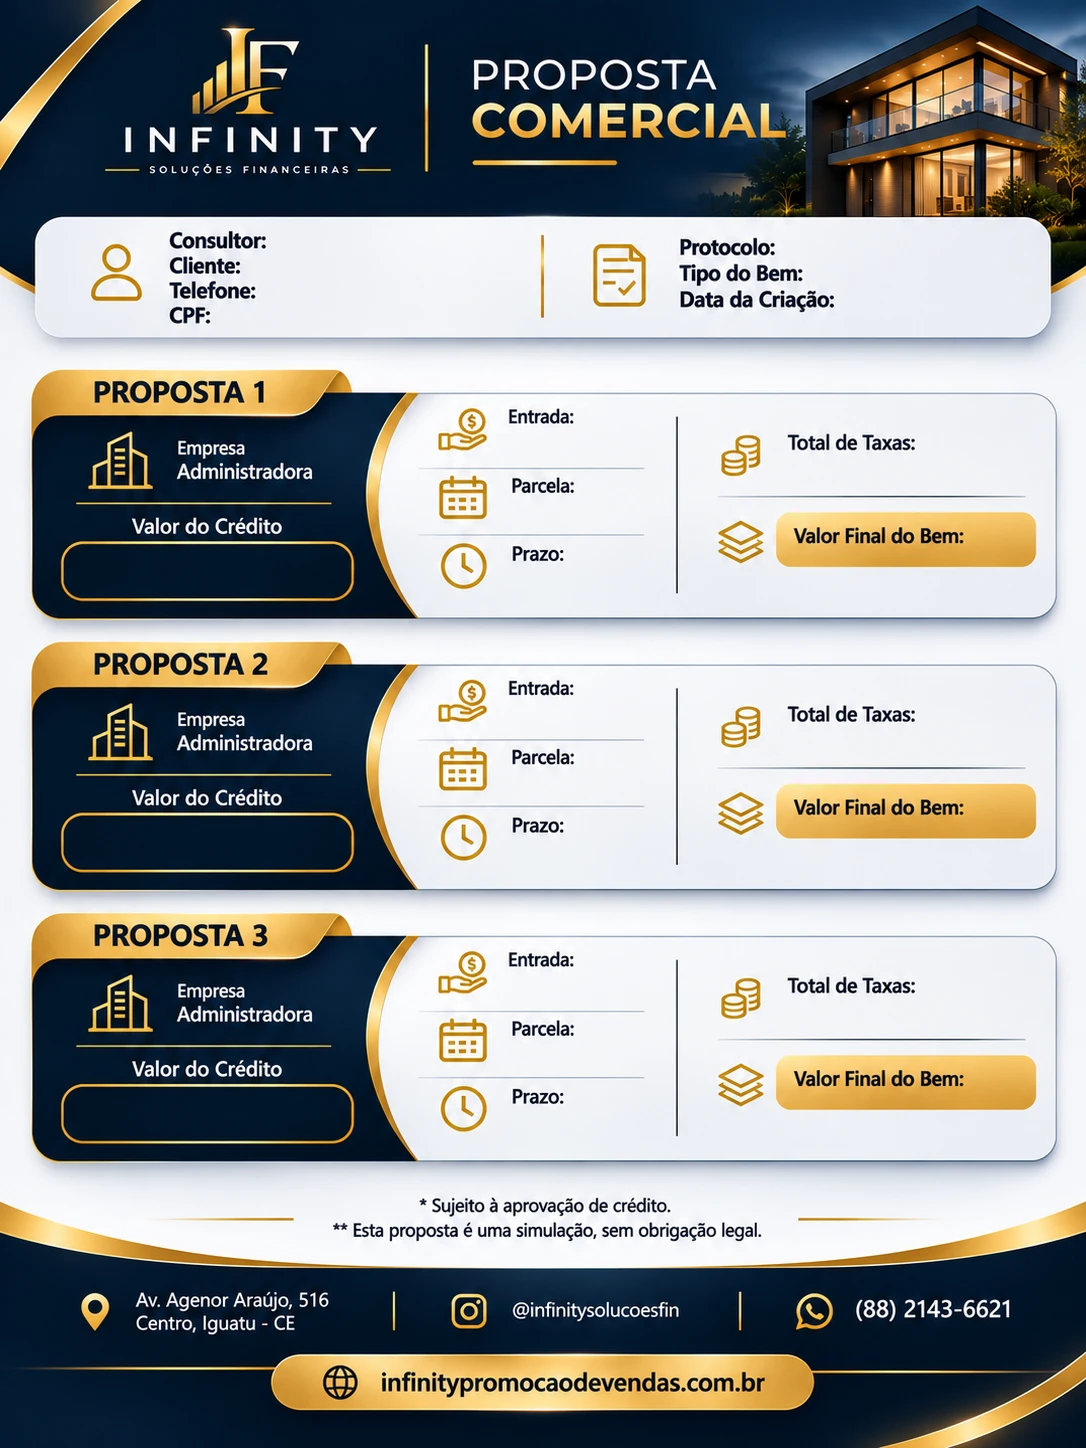 IF
INFINITY
SOLUÇÕES FINANCEIRAS
PROPOSTA
COMERCIAL
Consultor:
Cliente:
Telefone:
CPF:
Protocolo:
Tipo do Bem:
Data da Criação:
PROPOSTA 1
Empresa
Administradora
Valor do Crédito
Entrada:
Parcela:
Prazo:
Total de Taxas:
Valor Final do Bem:
PROPOSTA 2
Empresa
Administradora
Valor do Crédito
Entrada:
Parcela:
Prazo:
Total de Taxas:
Valor Final do Bem:
PROPOSTA 3
Empresa
Administradora
Valor do Crédito
Entrada:
Parcela:
Prazo:
Total de Taxas:
Valor Final do Bem:
* Sujeito à aprovação de crédito.
** Esta proposta é uma simulação, sem obrigação legal.
Av. Agenor Araújo, 516
Centro, Iguatu - CE
@infinitysolucoesfin
(88) 2143-6621
infinitypromocaodevendas.com.br